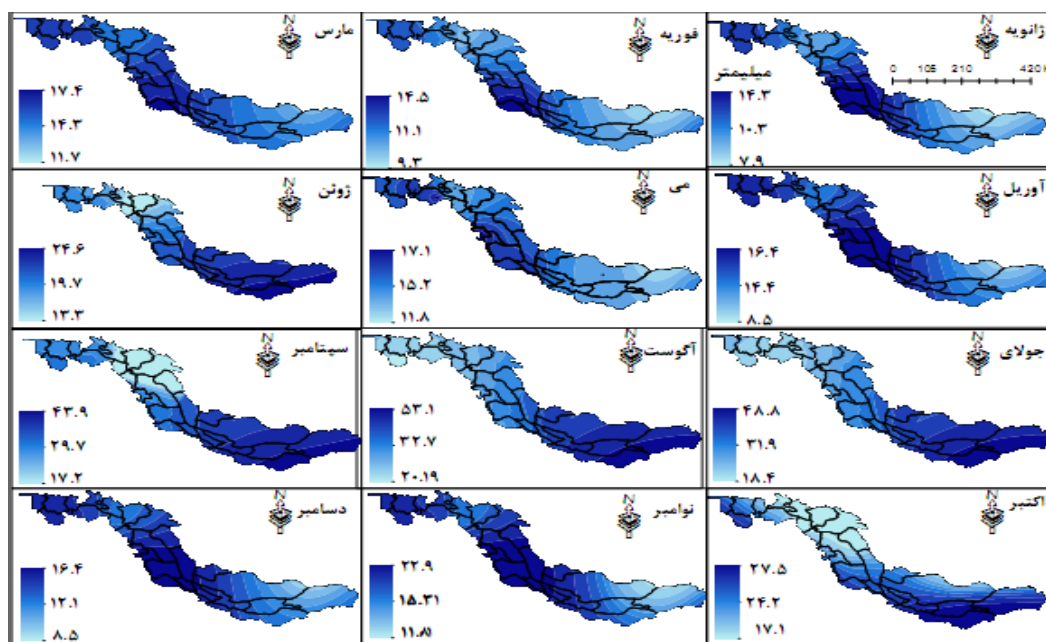 ژانویه
N
میلیمتر
0 105 210 420 K
۱۴.۳
۱۰.۳
۷.۹
فوریه
N
۱۴.۵
۱۱.۱
۹.۳
مارس
N
۱۷.۴
۱۴.۳
۱۱.۷
آوریل
N
۱۶.۴
۱۴.۴
۸.۵
می
N
۱۷.۱
۱۵.۲
۱۱.۸
ژوئن
N
۲۴.۶
۱۹.۷
۱۳.۳
جولای
N
۴۸.۸
۳۱.۹
۱۸.۴
آگوست
N
۵۳.۱
۳۲.۷
۲۰.۱۹
سپتامبر
N
۴۳.۹
۲۹.۷
۱۷.۲
اکتبر
N
۲۷.۵
۲۴.۲
۱۷.۱
نوامبر
N
۲۲.۹
۱۵.۳۱
۱۱.۸۵
دسامبر
N
۱۶.۴
۱۲.۱
۸.۵